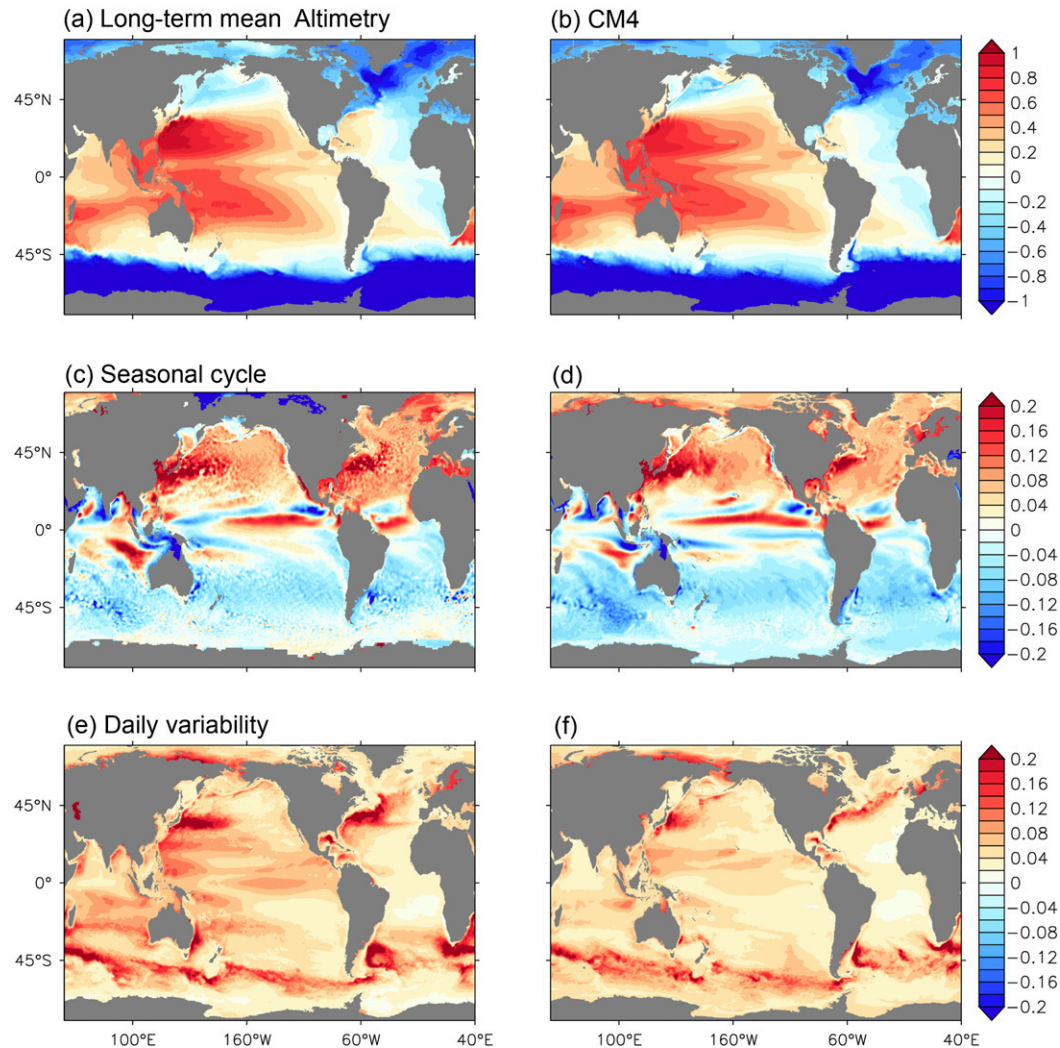 (a) Long-term mean Altimetry
(b) CM4
45°N
0°
45°S
1
0.8
0.6
0.4
0.2
0
−0.2
−0.4
−0.6
−0.8
−1
(c) Seasonal cycle
(d)
45°N
0°
45°S
0.2
0.16
0.12
0.08
0.04
0
−0.04
−0.08
−0.12
−0.16
−0.2
(e) Daily variability
(f)
45°N
0°
45°S
0.2
0.16
0.12
0.08
0.04
0
−0.04
−0.08
−0.12
−0.16
−0.2
100°E 160°W 60°W 40°E
100°E 160°W 60°W 40°E